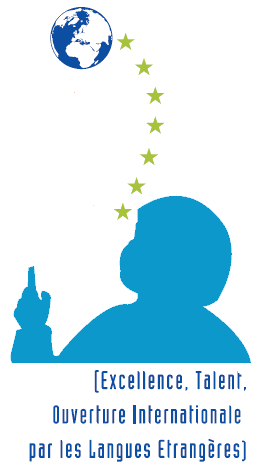 (Excellence, Talent,
Ouverture Internationale
par les Langues Etrangères)